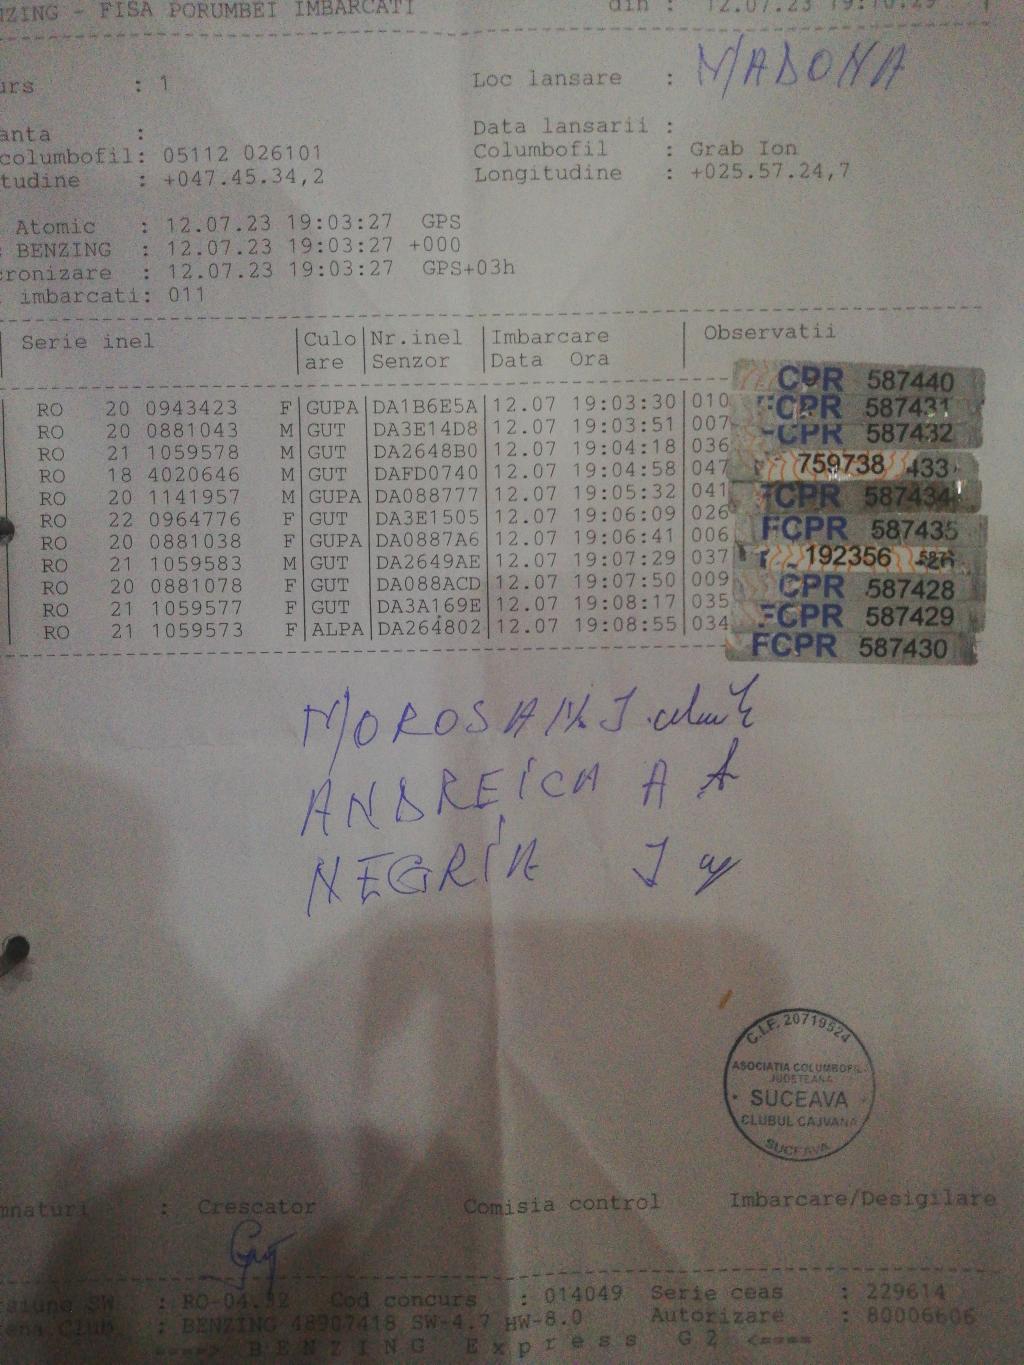 NZING - FISA PORUMBEI IMBARCATI din : 12.07.23 19:10:29
urs : 1 Loc lansare : MADONA
anta : Data lansarii :
columbofil: 05112 026101 Columbofil : Grab Ion
tudine : +047.45.34,2 Longitudine : +025.57.24,7
Atomic : 12.07.23 19:03:27 GPS
BENZING : 12.07.23 19:03:27 +000
cronizare : 12.07.23 19:03:27 GPS+03h
imbarcati: 011
Serie inel Culo Nr.inel Imbarcare Observatii
are Senzor Data Ora
RO 20 0943423 F GUPA DA1B6E5A 12.07 19:03:30 010 CPR 587440
RO 20 0881043 M GUT DA3E14D8 12.07 19:03:51 007 FCPR 587431
RO 21 1059578 M GUT DA2648B0 12.07 19:04:18 036 CPR 587432
RO 18 4020646 M GUT DAFD0740 12.07 19:04:58 047 759738 433
RO 20 1141957 M GUPA DA088777 12.07 19:05:32 041 FCPR 587434
RO 22 0964776 F GUT DA3E1505 12.07 19:06:09 026 FCPR 587435
RO 20 0881038 F GUPA DA0887A6 12.07 19:06:41 006 192356
RO 21 1059583 M GUT DA2649AE 12.07 19:07:29 037 CPR 587428
RO 20 0881078 F GUT DA088ACD 12.07 19:07:50 009 FCPR 587429
RO 21 1059577 F GUT DA3A169E 12.07 19:08:17 035 FCPR 587430
RO 21 1059573 F ALPA DA264802 12.07 19:08:55 034
MOROSAN. I
ANDREICA A
NEGRIA I
C.I.F. 20719524
ASOCIATIA COLUMBOFIL
JUDETEANA
SUCEAVA
CLUBUL CAJVANA
SUCEAVA
mnaturi : Crescator Comisia control Imbarcare/Desigilare
siune SW : RO-04.32 Cod concurs : 014049 Serie ceas : 229614
Club : BENZING 48907418 SW-4.7 HW-8.0 Autorizare : 80006606
====> BENZING Express G2 <====